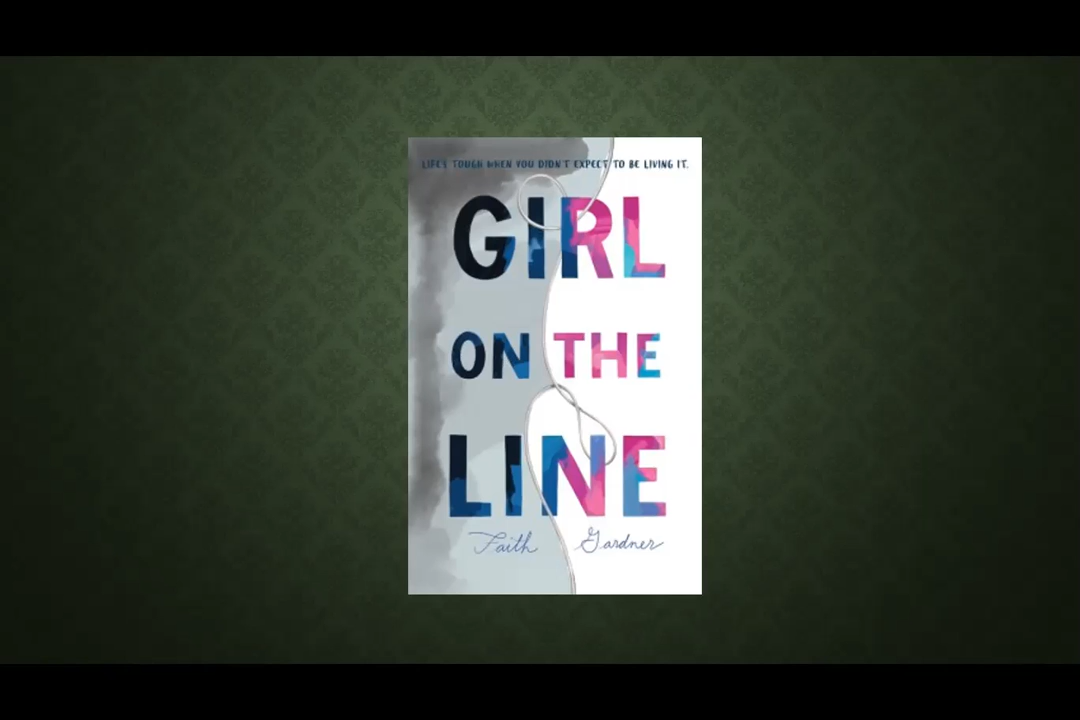 LIFE'S TOUGH WHEN YOU DIDN'T EXPECT TO BE LIVING IT.
GIRL
ON THE
LINE
Faith Gardner